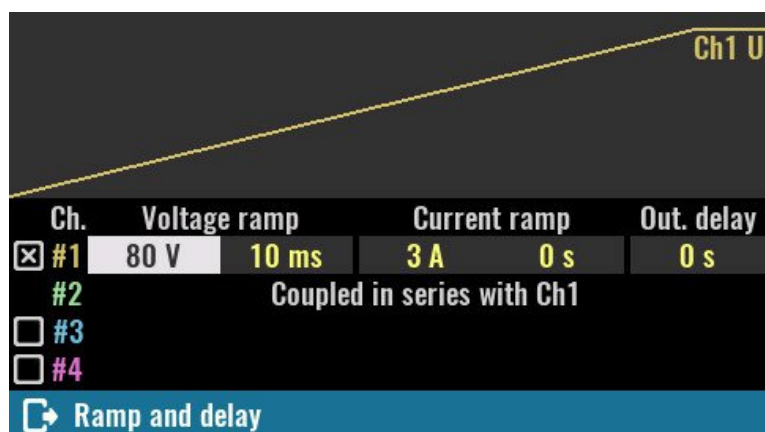 Ch1 U
Ch. Voltage ramp Current ramp Out. delay
#1 80 V 10 ms 3 A 0 s 0 s
#2 Coupled in series with Ch1
#3
#4
Ramp and delay